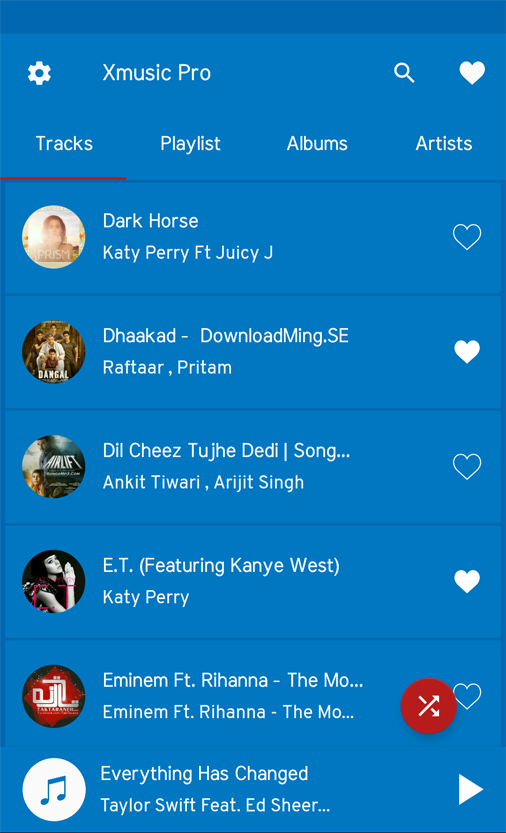 Xmusic Pro
Tracks Playlist Albums Artists
PRISM
Dark Horse
Katy Perry Ft Juicy J
DANGAL
Dhaakad -  DownloadMing.SE
Raftaar , Pritam
AIRLIFT
Dil Cheez Tujhe Dedi | Song...
Ankit Tiwari , Arijit Singh
E.T. (Featuring Kanye West)
Katy Perry
Eminem Ft. Rihanna - The Mo...
Eminem Ft. Rihanna - The Mo...
Everything Has Changed
Taylor Swift Feat. Ed Sheer...